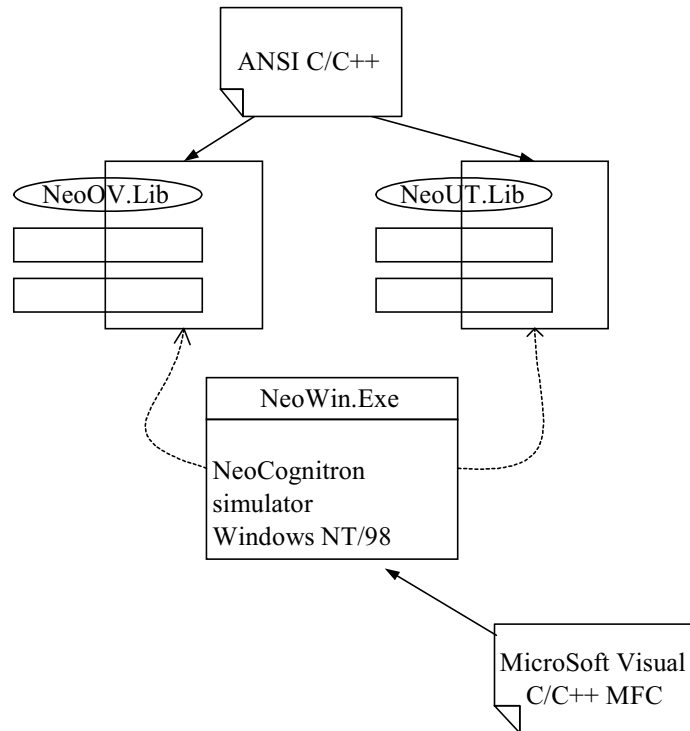 ANSI C/C++
NeoOV.Lib
NeoUT.Lib
NeoWin.Exe
NeoCognitron
simulator
Windows NT/98
MicroSoft Visual
C/C++ MFC